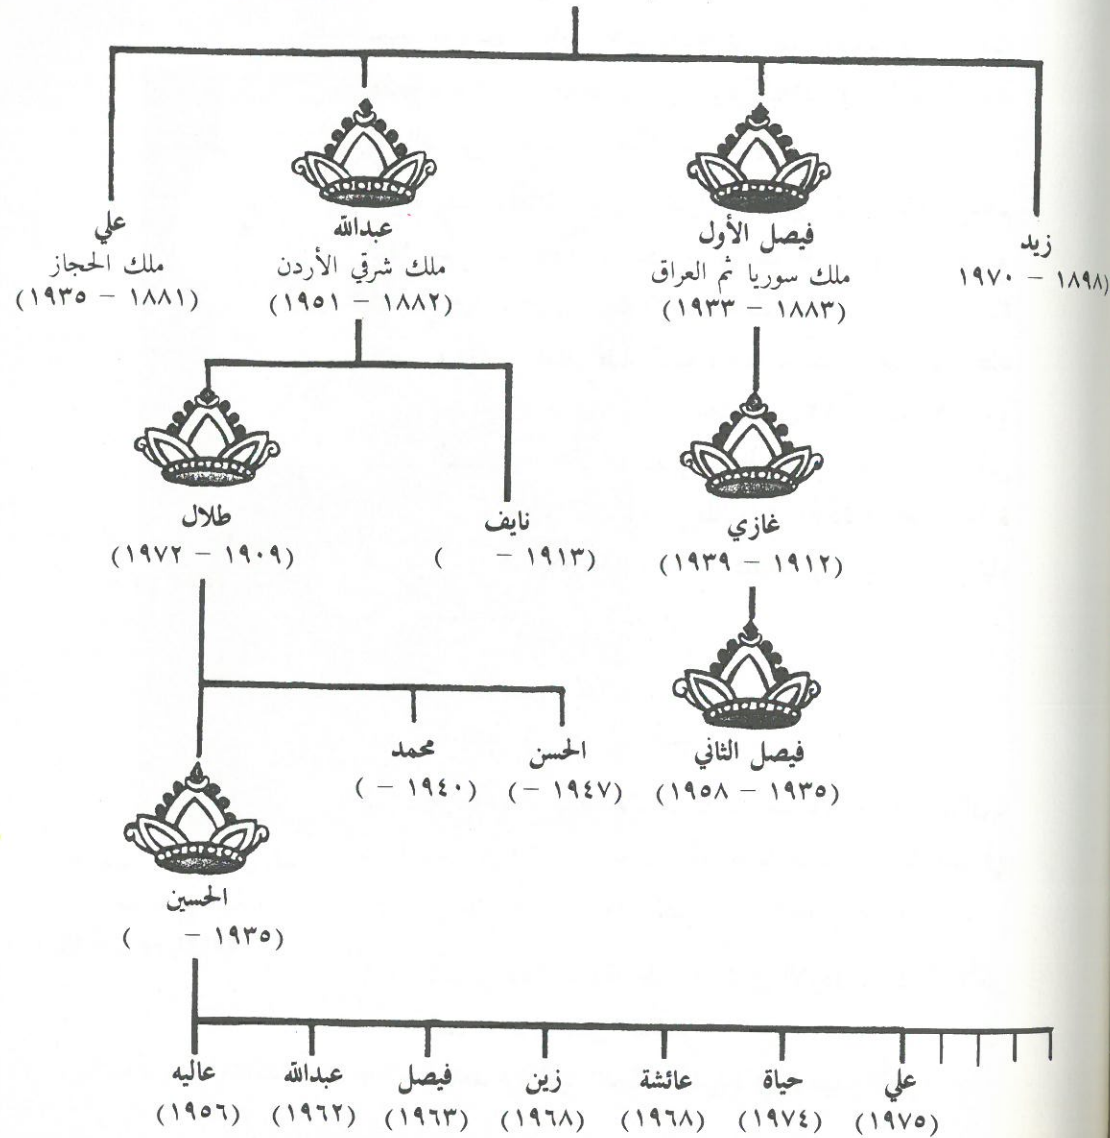 زيد
(١٨٩٨ – ١٩٧٠
فيصل الأول
ملك سوريا ثم العراق
(١٨٨٣ – ١٩٣٣)
عبدالله
ملك شرقي الأردن
(١٨٨٢ – ١٩٥١)
علي
ملك الحجاز
(١٨٨١ – ١٩٣٥)
غازي
(١٩١٢ – ١٩٣٩)
نايف
(١٩١٣ – )
طلال
(١٩٠٩ – ١٩٧٢)
فيصل الثاني
(١٩٣٥ – ١٩٥٨)
الحسن
(١٩٤٧ – )
محمد
(١٩٤٠ – )
الحسين
(١٩٣٥ – )
علي
(١٩٧٥)
حياة
(١٩٧٤)
عائشة
(١٩٦٨)
زين
(١٩٦٨)
فيصل
(١٩٦٣)
عبدالله
(١٩٦٢)
عاليه
(١٩٥٦)